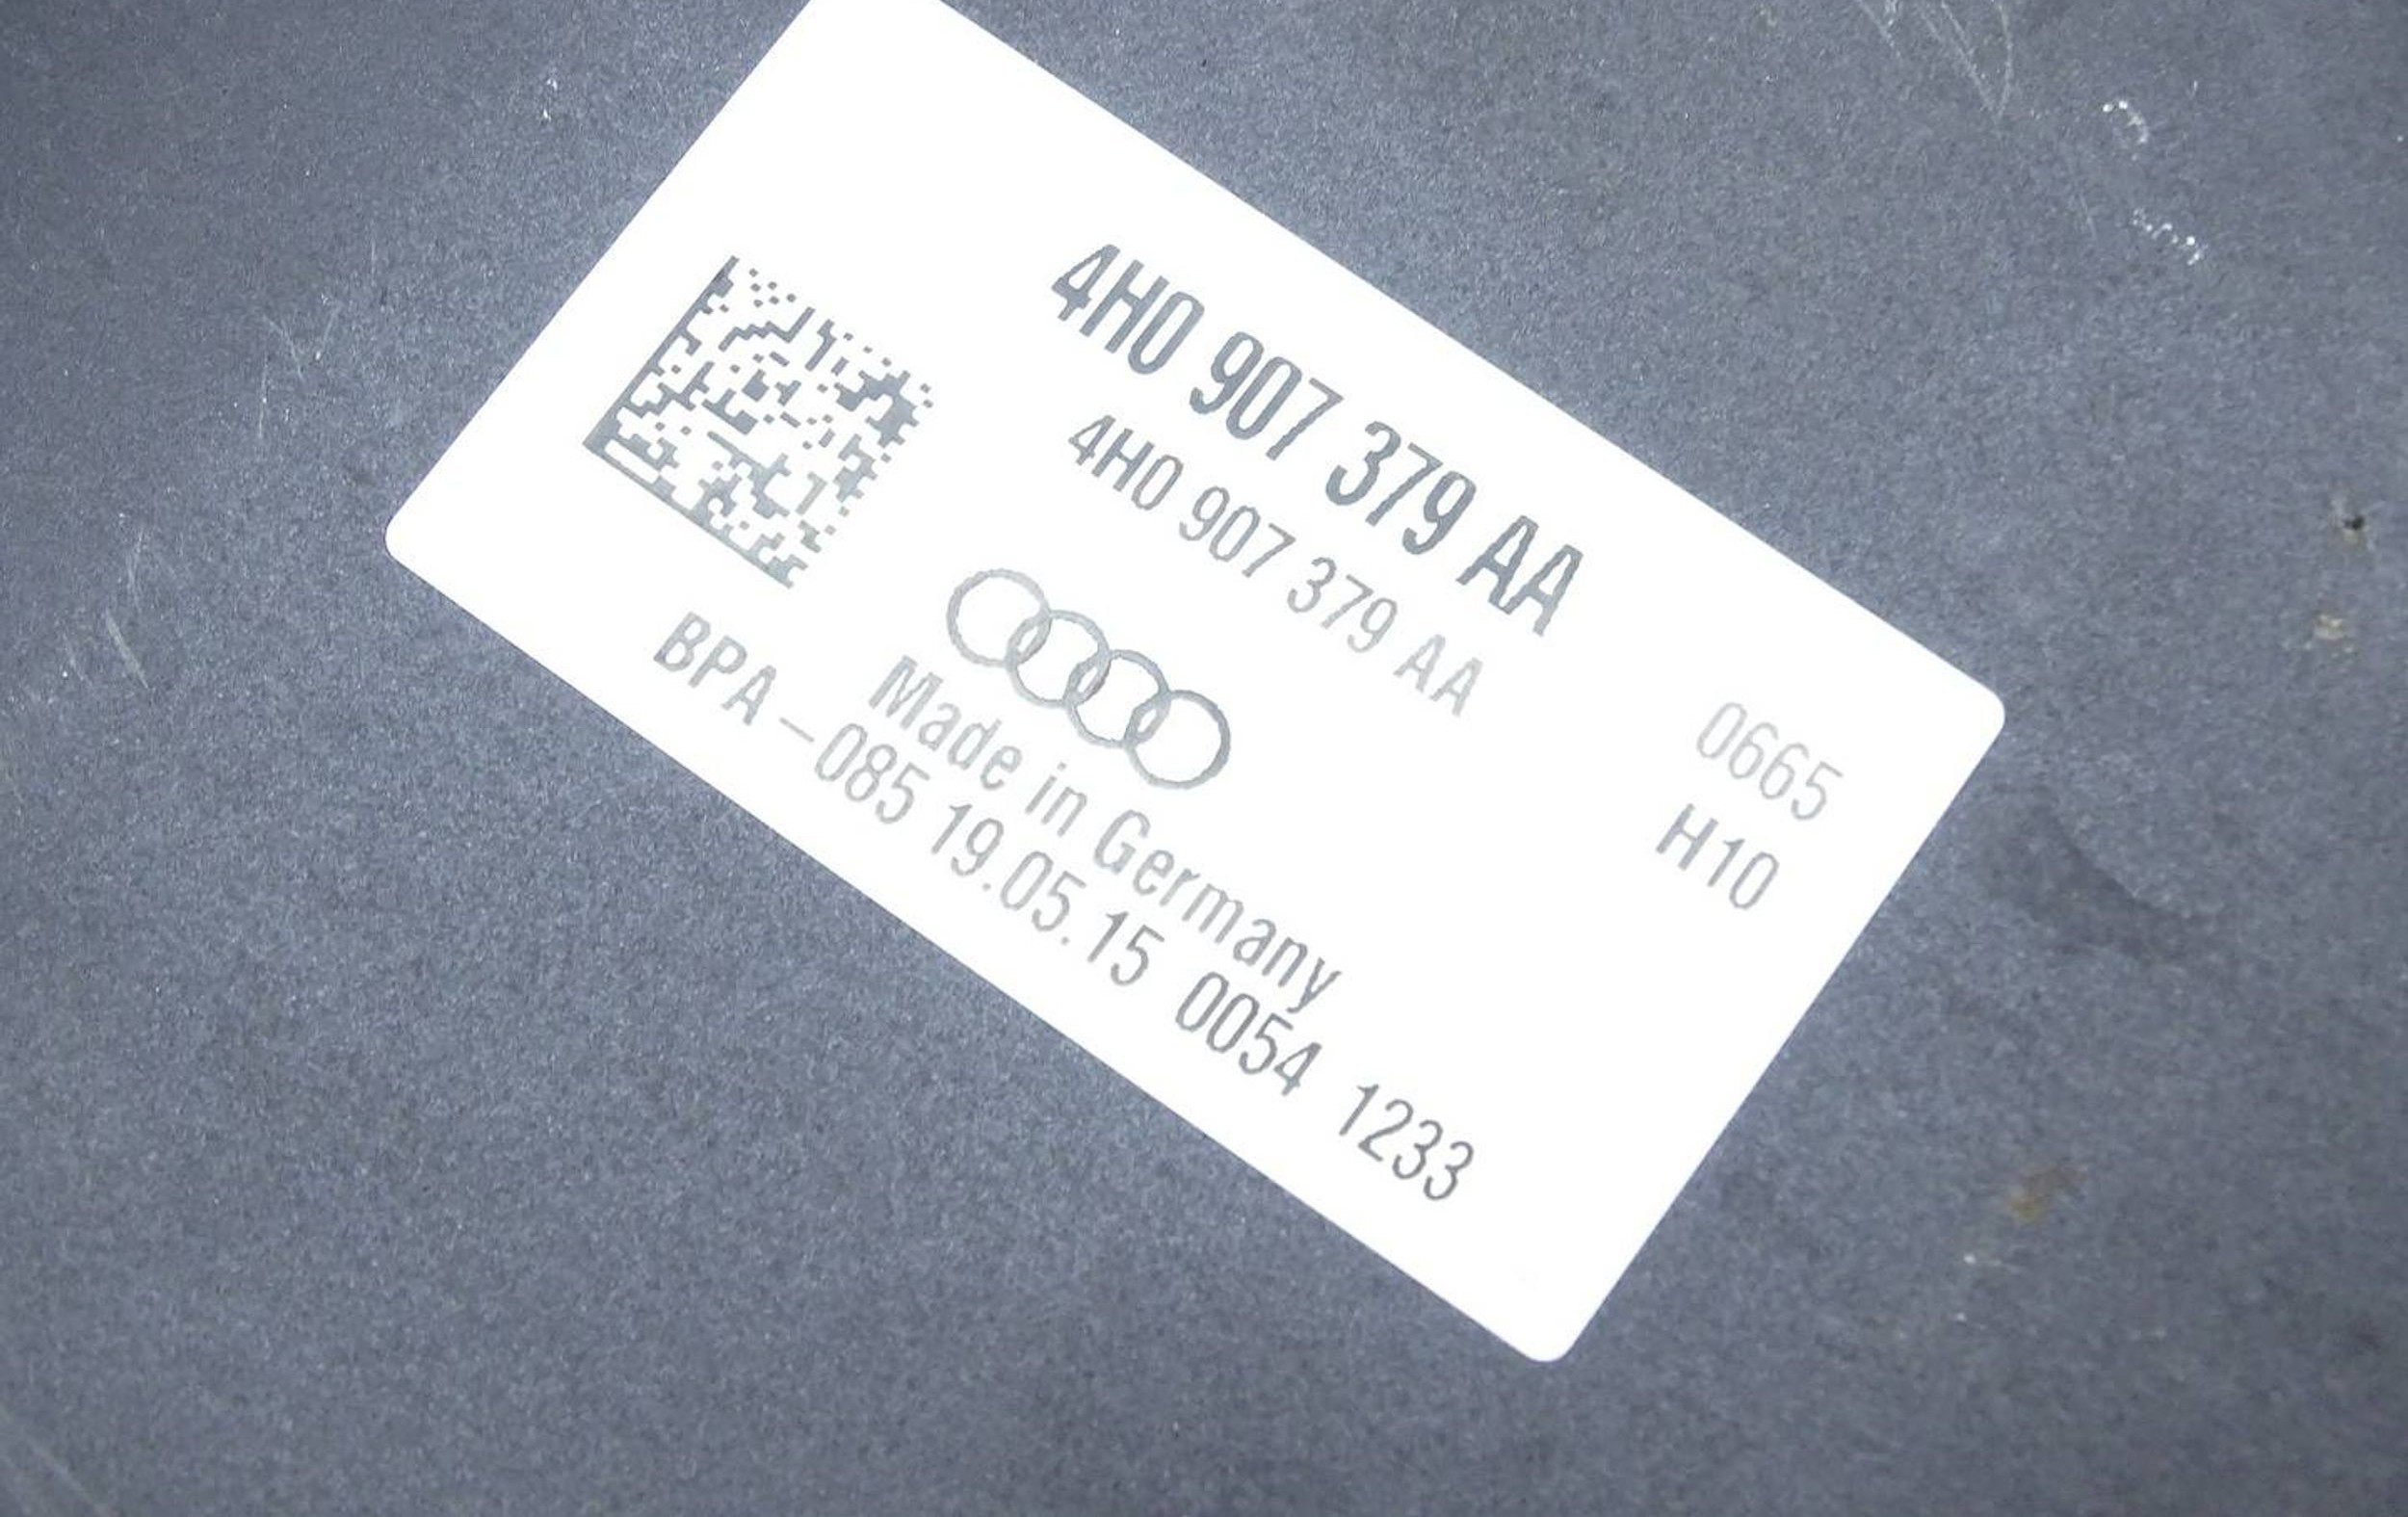 4H0 907 379 AA
4H0 907 379 AA
0665
H10
Made in Germany
BPA –085 19.05.15 0054 1233